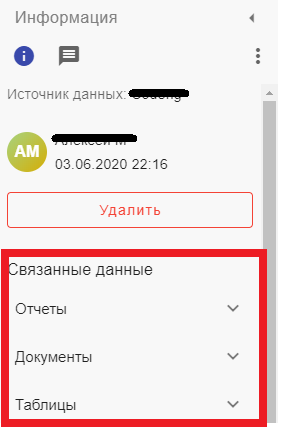 Информация
Источник данных:
АМ
03.06.2020 22:16
Удалить
Связанные данные
Отчеты
Документы
Таблицы